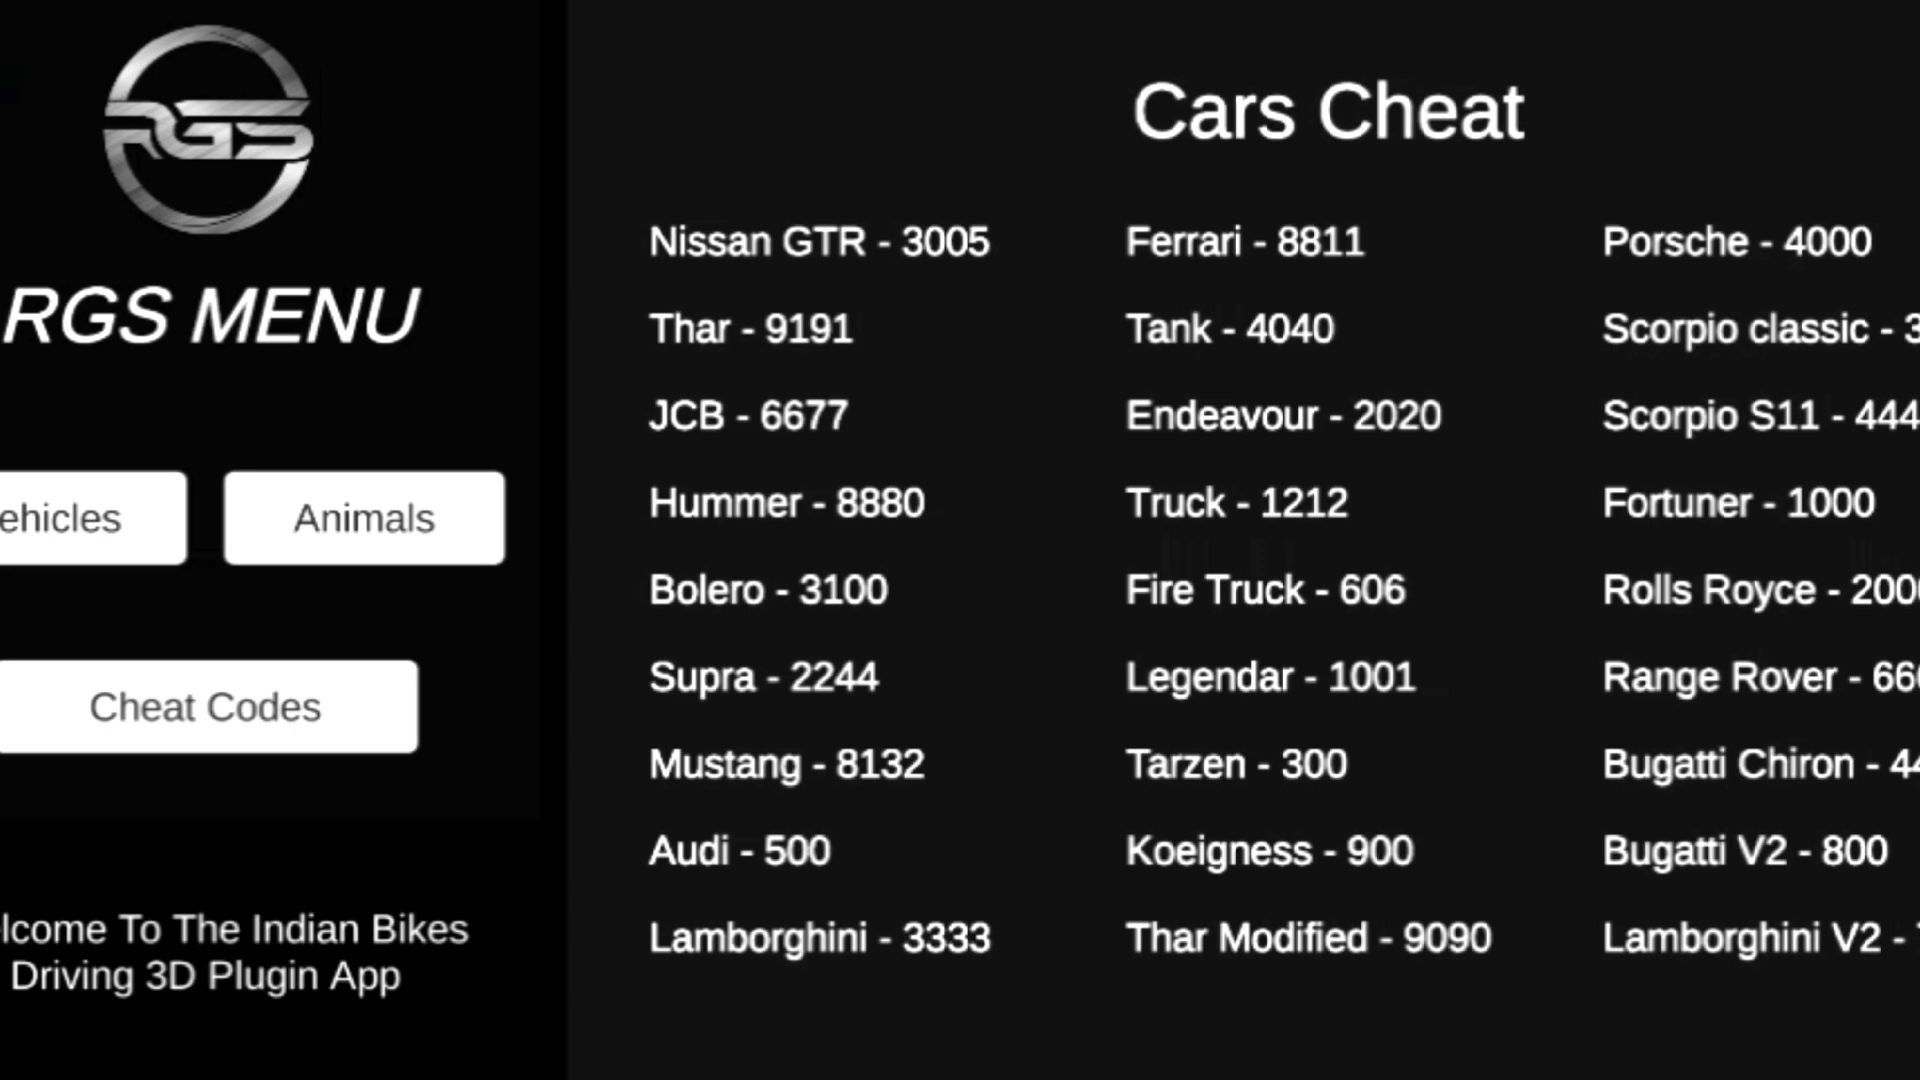 RGS
RGS MENU
Animals
Cheat Codes
To The Indian Bikes
Driving 3D Plugin App
Cars Cheat
Nissan GTR - 3005
Thar - 9191
JCB - 6677
Hummer - 8880
Bolero - 3100
Supra - 2244
Mustang - 8132
Audi - 500
Lamborghini - 3333
Ferrari - 8811
Tank - 4040
Endeavour - 2020
Truck - 1212
Fire Truck - 606
Legendar - 1001
Tarzen - 300
Koeigness - 900
Thar Modified - 9090
Porsche - 4000
Scorpio classic -
Scorpio S11 -
Fortuner - 1000
Rolls Royce -
Range Rover -
Bugatti Chiron -
Bugatti V2 - 800
Lamborghini V2 -